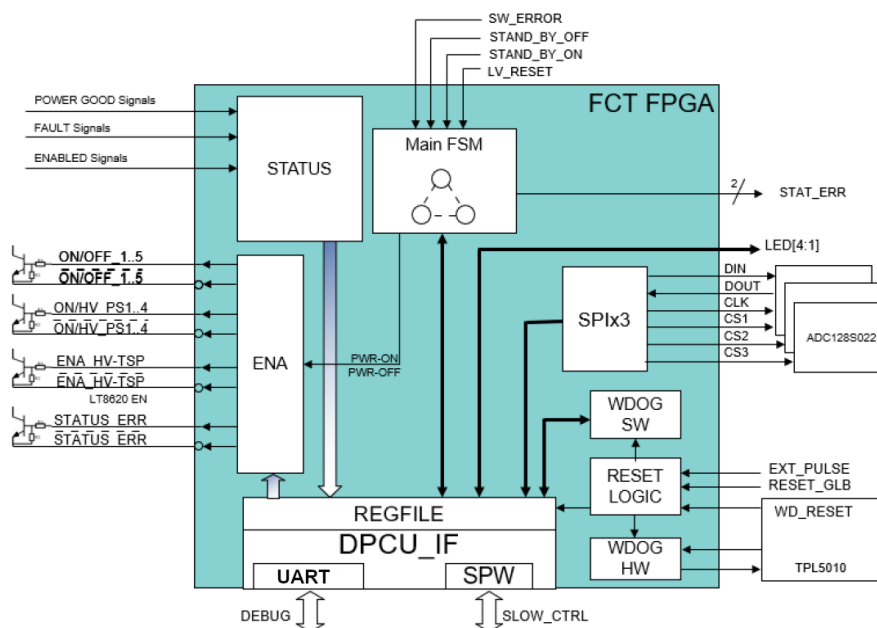 SW_ERROR
STAND_BY_OFF
STAND_BY_ON
LV_RESET
FCT FPGA
POWER GOOD Signals
FAULT Signals
ENABLED Signals
STATUS
Main FSM
2
STAT_ERR
LED[4:1]
ON/OFF_1..5
ON/OFF_1..5
ON/HV_PS1..4
ON/HV_PS1..4
ENA_HV-TSP
ENA_HV-TSP
LT8620 EN
STATUS_ERR
STATUS_ERR
ENA
PWR-ON
PWR-OFF
SPIx3
DIN
DOUT
CLK
CS1
CS2
CS3
ADC128S022
WDOG
SW
RESET
LOGIC
WDOG
HW
EXT_PULSE
RESET_GLB
WD_RESET
TPL5010
REGFILE
DPCU_IF
UART
SPW
DEBUG
SLOW_CTRL